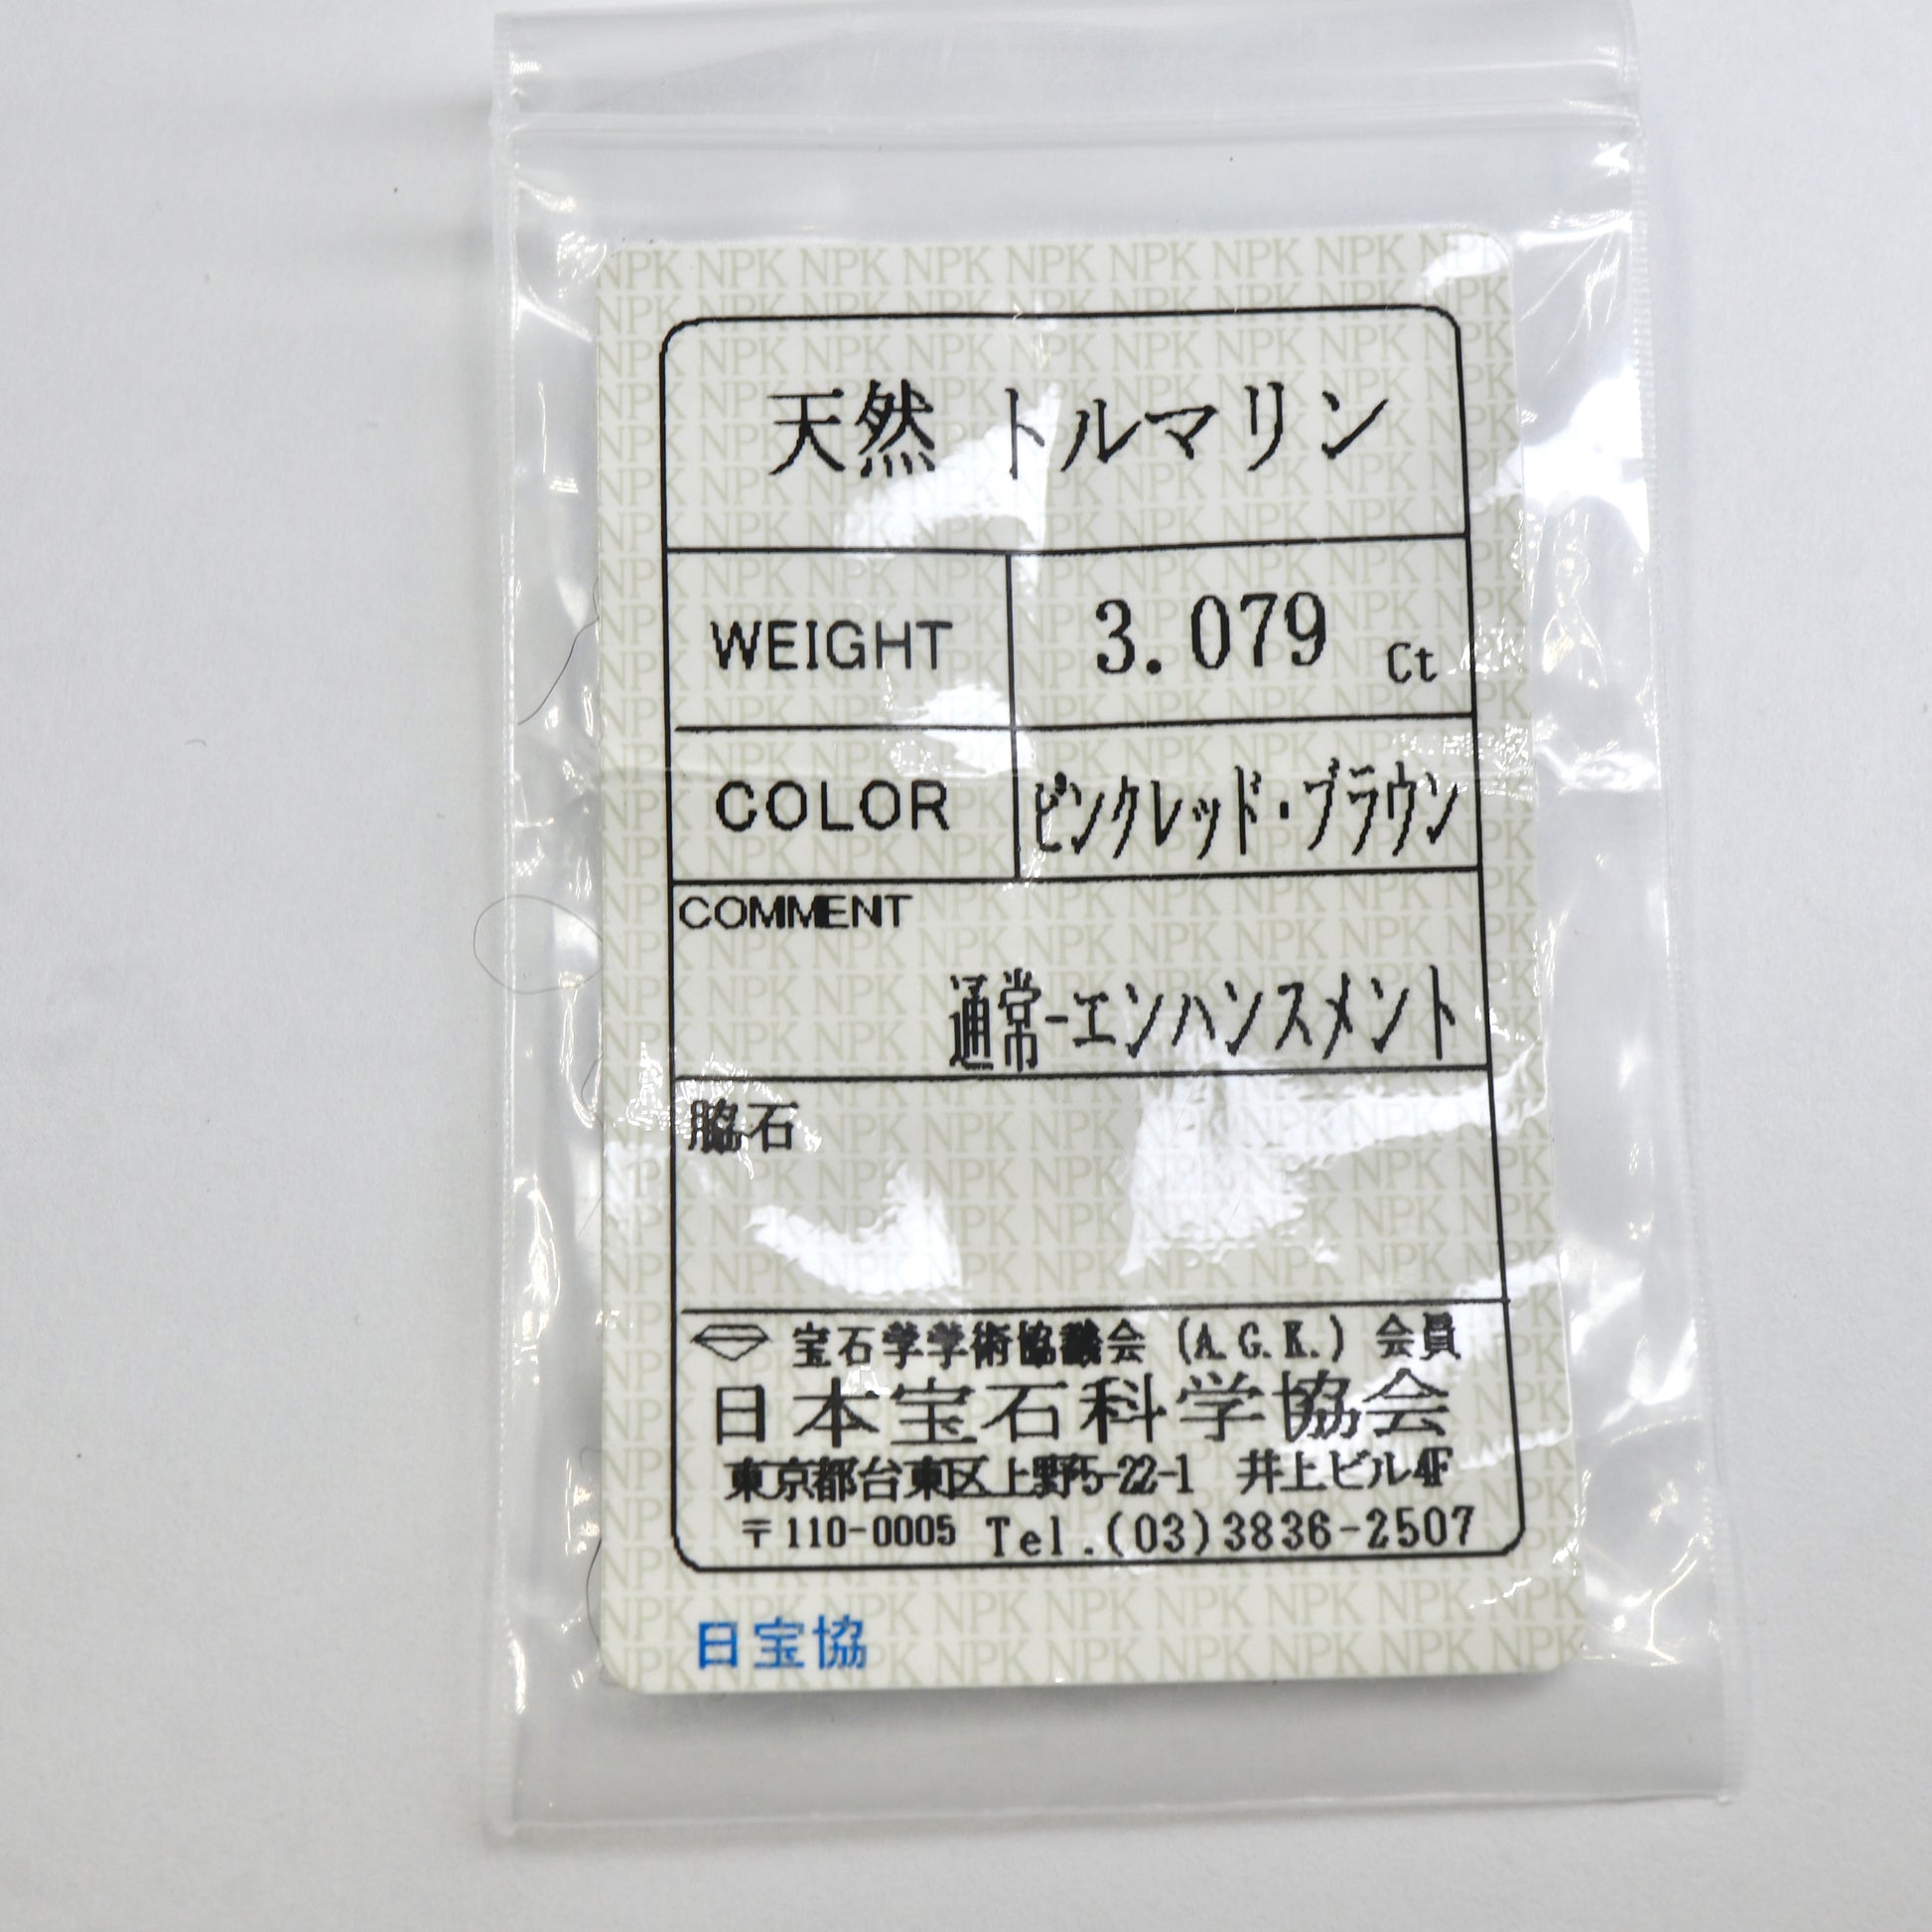 天然 トルマリン
WEIGHT 3.079 Ct
COLOR ピンクレッド・ブラウン
COMMENT
通常-エンハンスメント
脇石
宝石学学術協議会 (A.G.K.) 会員
日本宝石科学協会
東京都台東区上野5-22-1 井上ビル4F
〒110-0005 Tel.(03)3836-2507
日宝協